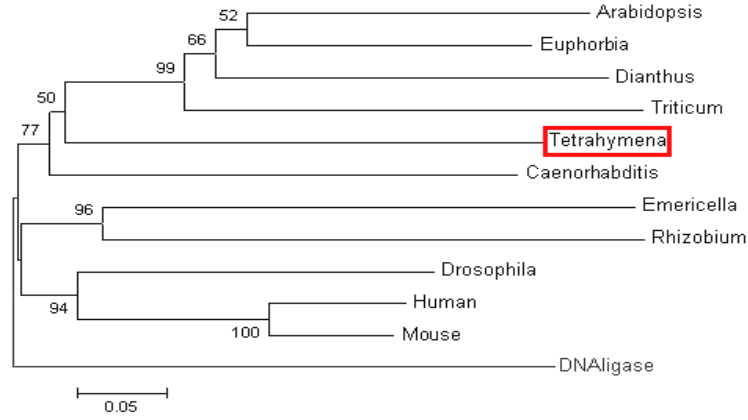 52
Arabidopsis
66
Euphorbia
99
Dianthus
50
Triticum
77
Tetrahymena
Caenorhabditis
96
Emericella
Rhizobium
Drosophila
94
Human
100
Mouse
DNAligase
0.05